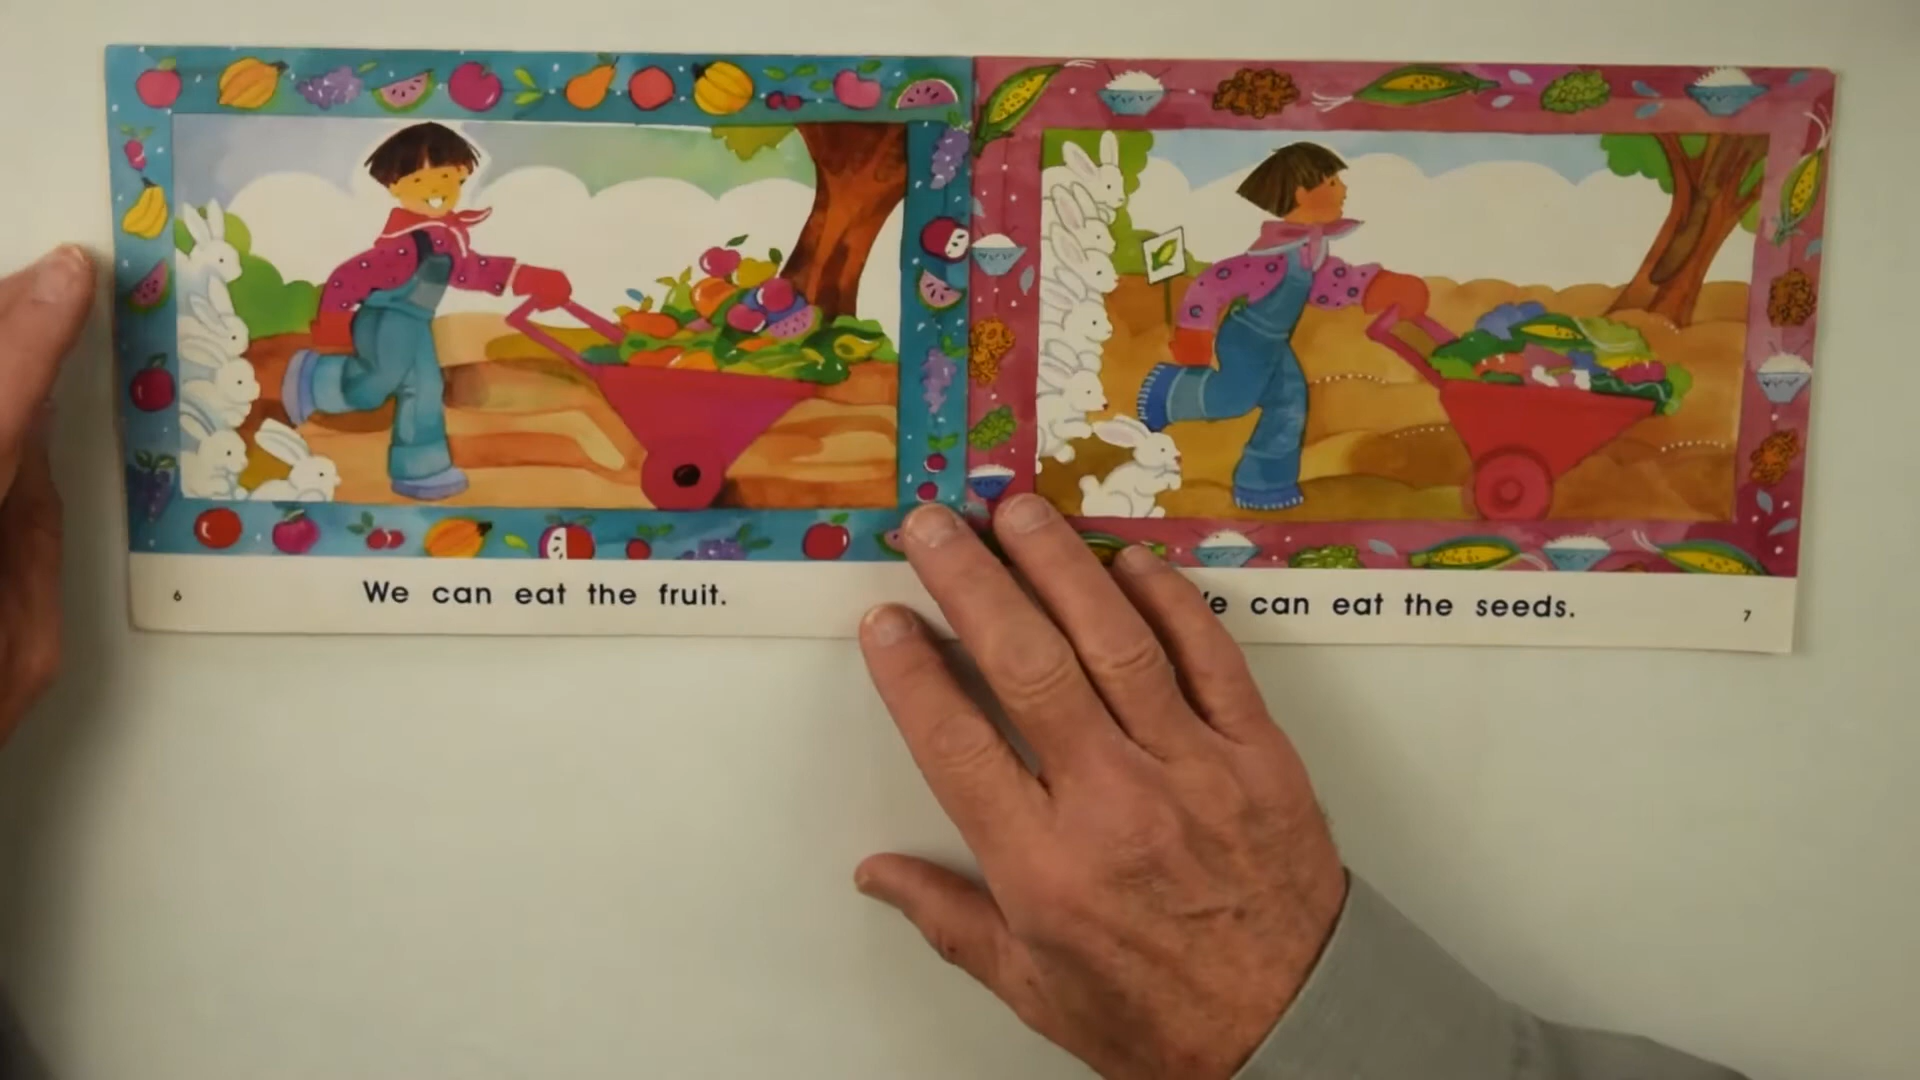 We can eat the fruit.
can eat the seeds.
6
7